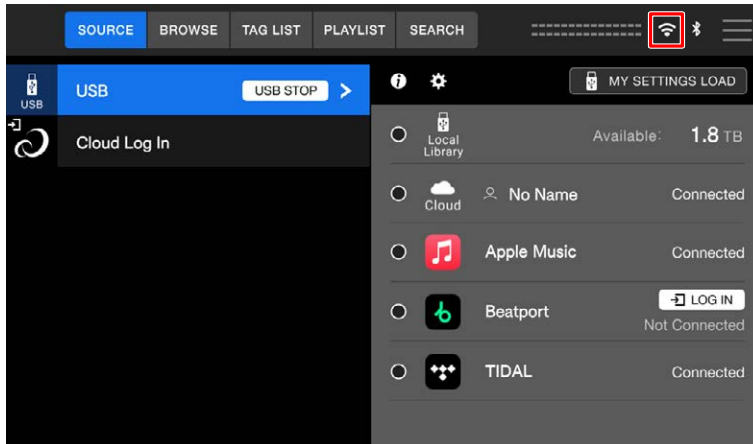 SOURCE BROWSE TAG LIST PLAYLIST SEARCH
USB
USB USB STOP
Cloud Log In
MY SETTINGS LOAD
Local
Library
Available: 1.8 TB
Cloud No Name Connected
Apple Music Connected
Beatport LOG IN
Not Connected
TIDAL Connected